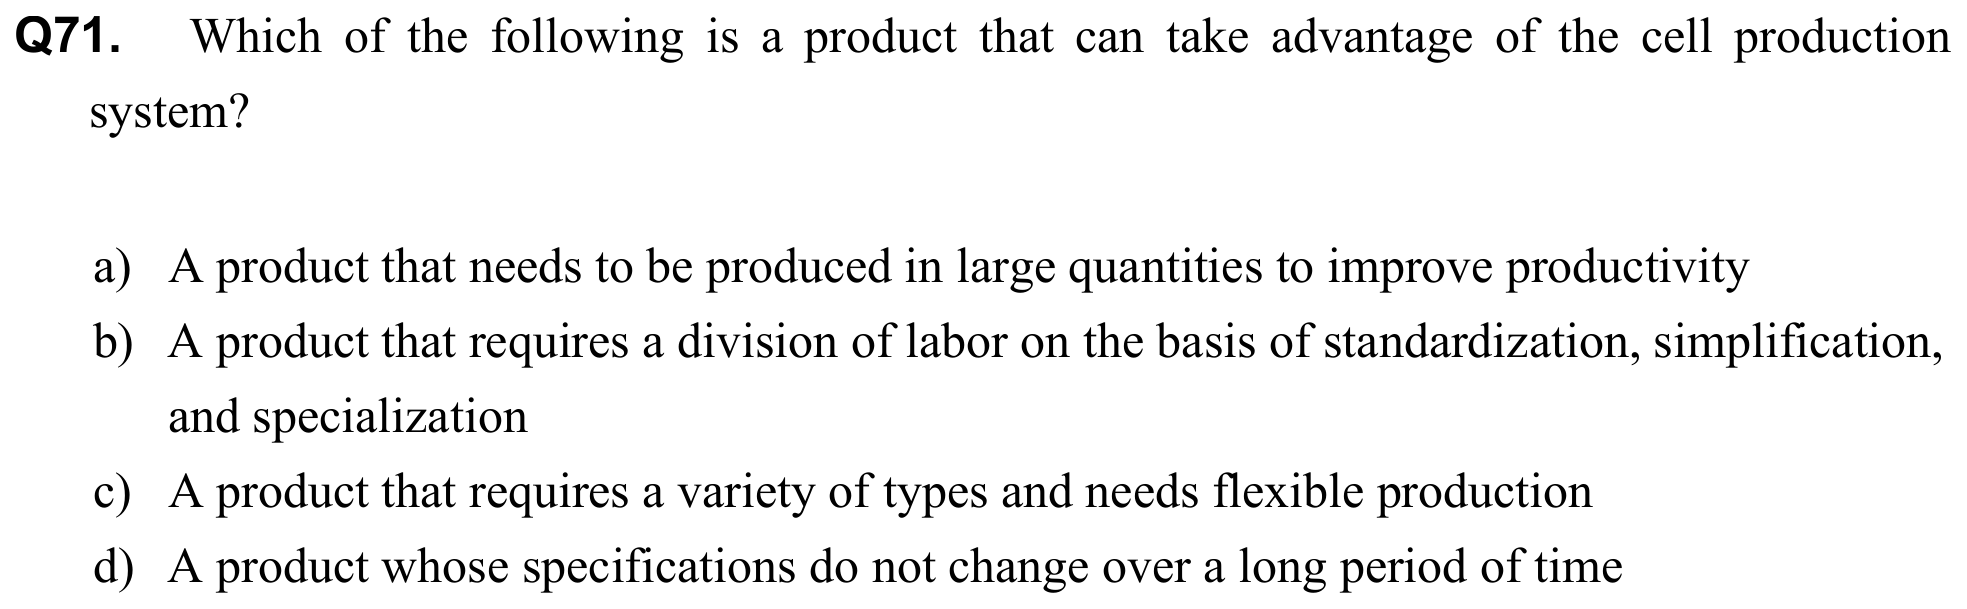 Q71. Which of the following is a product that can take advantage of the cell production
system?
a) A product that needs to be produced in large quantities to improve productivity
b) A product that requires a division of labor on the basis of standardization, simplification,
and specialization
c) A product that requires a variety of types and needs flexible production
d) A product whose specifications do not change over a long period of time